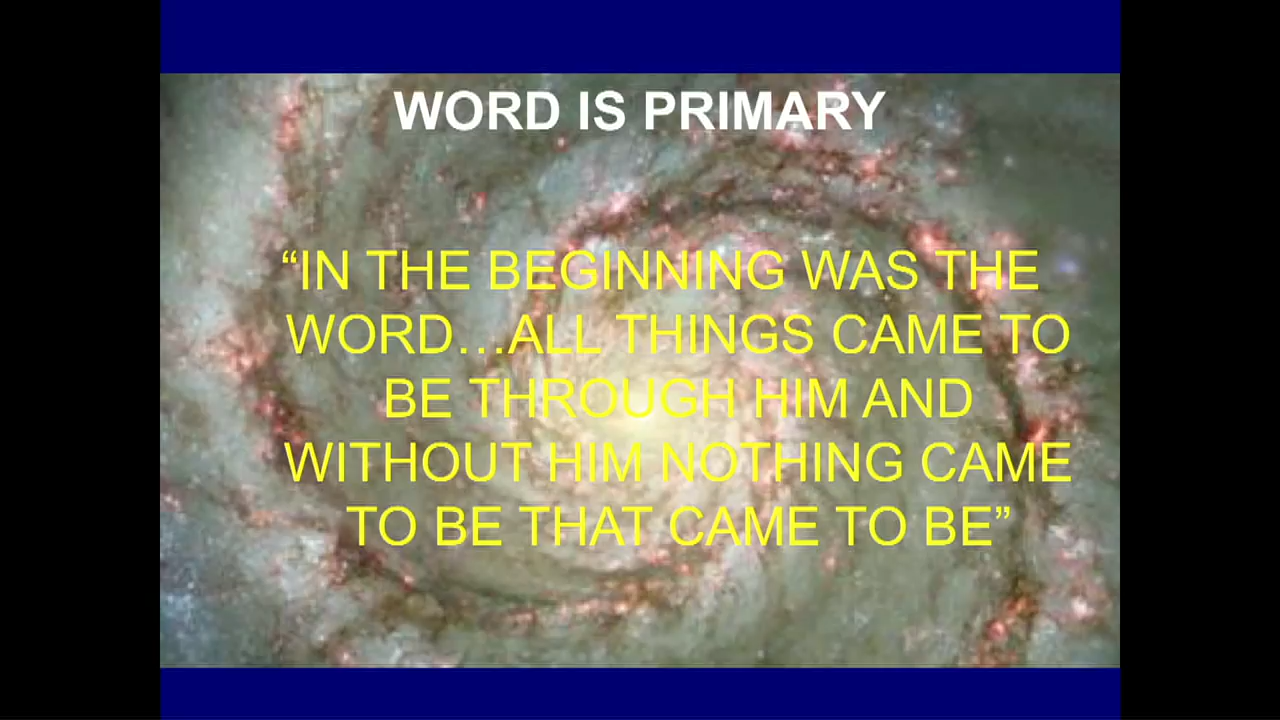 WORD IS PRIMARY
“IN THE BEGINNING WAS THE
WORD…ALL THINGS CAME TO
BE THROUGH HIM AND
WITHOUT HIM NOTHING CAME
TO BE THAT CAME TO BE”